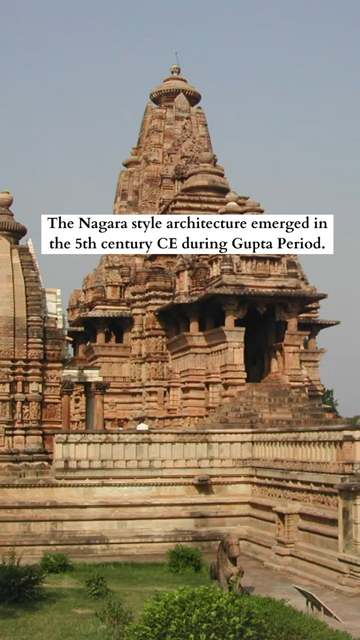 The Nagara style architecture emerged in
the 5th century CE during Gupta Period.